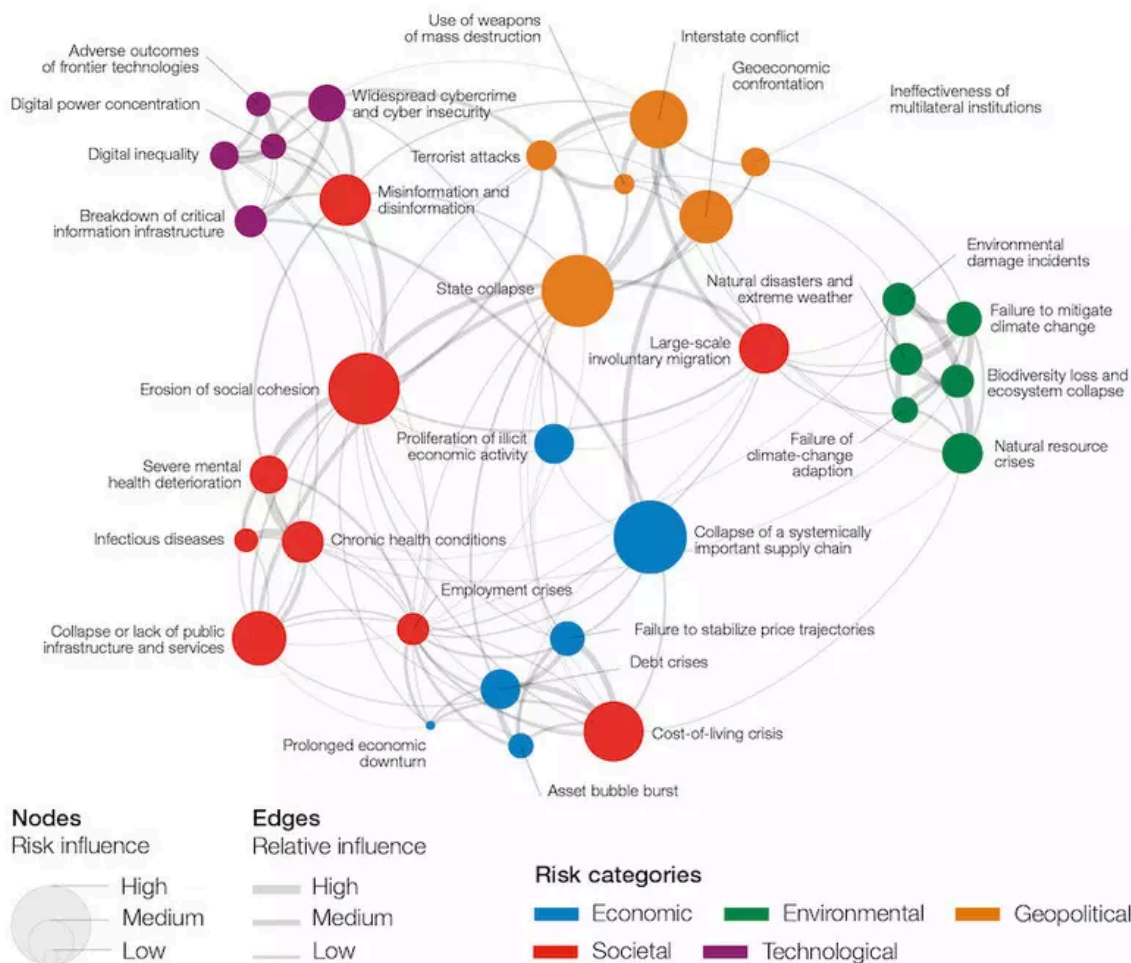 Use of weapons
of mass destruction
Interstate conflict
Adverse outcomes
of frontier technologies
Geoeconomic
confrontation
Ineffectiveness of
multilateral institutions
Digital power concentration
Widespread cybercrime
and cyber insecurity
Digital inequality
Terrorist attacks
Misinformation and
disinformation
Breakdown of critical
information infrastructure
Environmental
damage incidents
State collapse
Natural disasters and
extreme weather
Failure to mitigate
climate change
Large-scale
involuntary migration
Erosion of social cohesion
Biodiversity loss and
ecosystem collapse
Proliferation of illicit
economic activity
Failure of
climate-change
adaption
Natural resource
crises
Severe mental
health deterioration
Infectious diseases
Chronic health conditions
Collapse of a systemically
important supply chain
Employment crises
Collapse or lack of public
infrastructure and services
Failure to stabilize price trajectories
Debt crises
Cost-of-living crisis
Prolonged economic
downturn
Asset bubble burst
Nodes
Risk influence
High
Medium
Low
Edges
Relative influence
High
Medium
Low
Risk categories
Economic
Environmental
Geopolitical
Societal
Technological